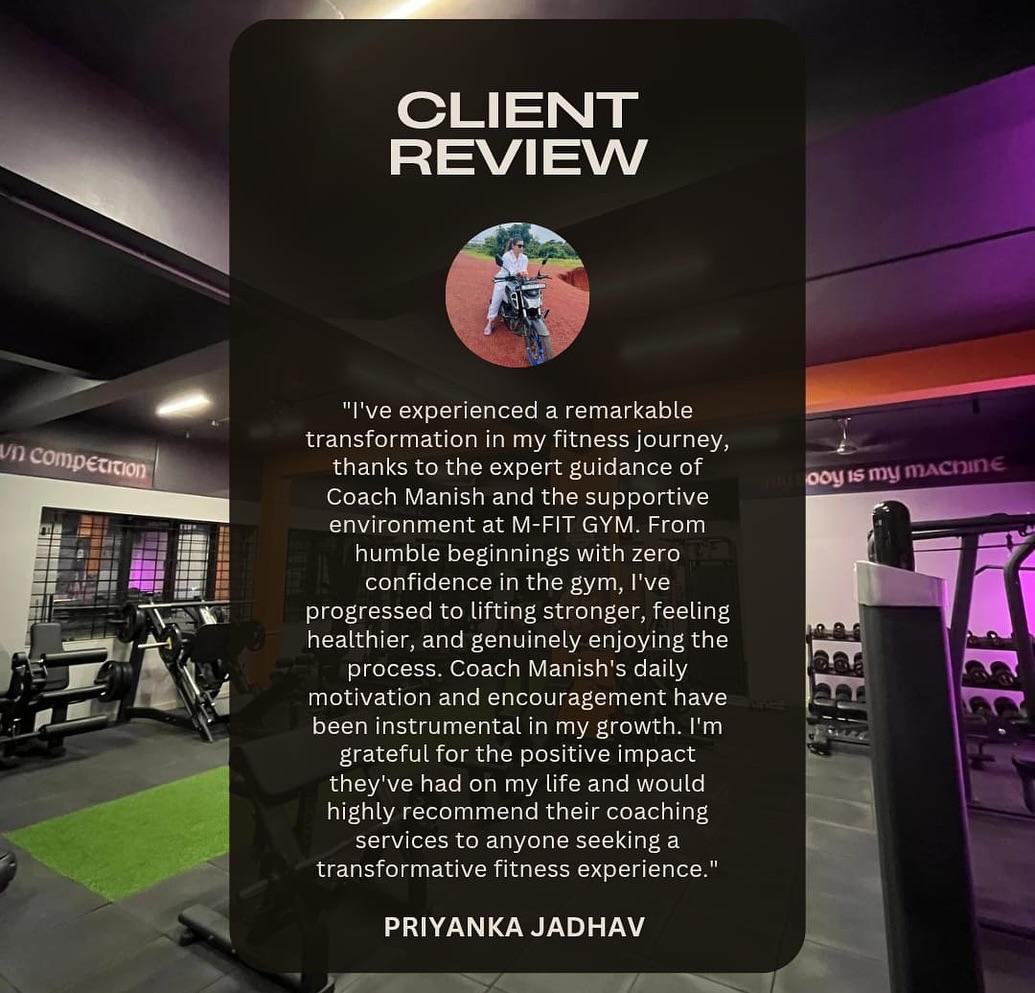 CLIENT
REVIEW
"I've experienced a remarkable
transformation in my fitness journey,
thanks to the expert guidance of
Coach Manish and the supportive
environment at M-FIT GYM. From
humble beginnings with zero
confidence in the gym, I've
progressed to lifting stronger, feeling
healthier, and genuinely enjoying the
process. Coach Manish's daily
motivation and encouragement have
been instrumental in my growth. I'm
grateful for the positive impact
they've had on my life and would
highly recommend their coaching
services to anyone seeking a
transformative fitness experience."
PRIYANKA JADHAV
COMPETITION
BODY IS MY MACHINE